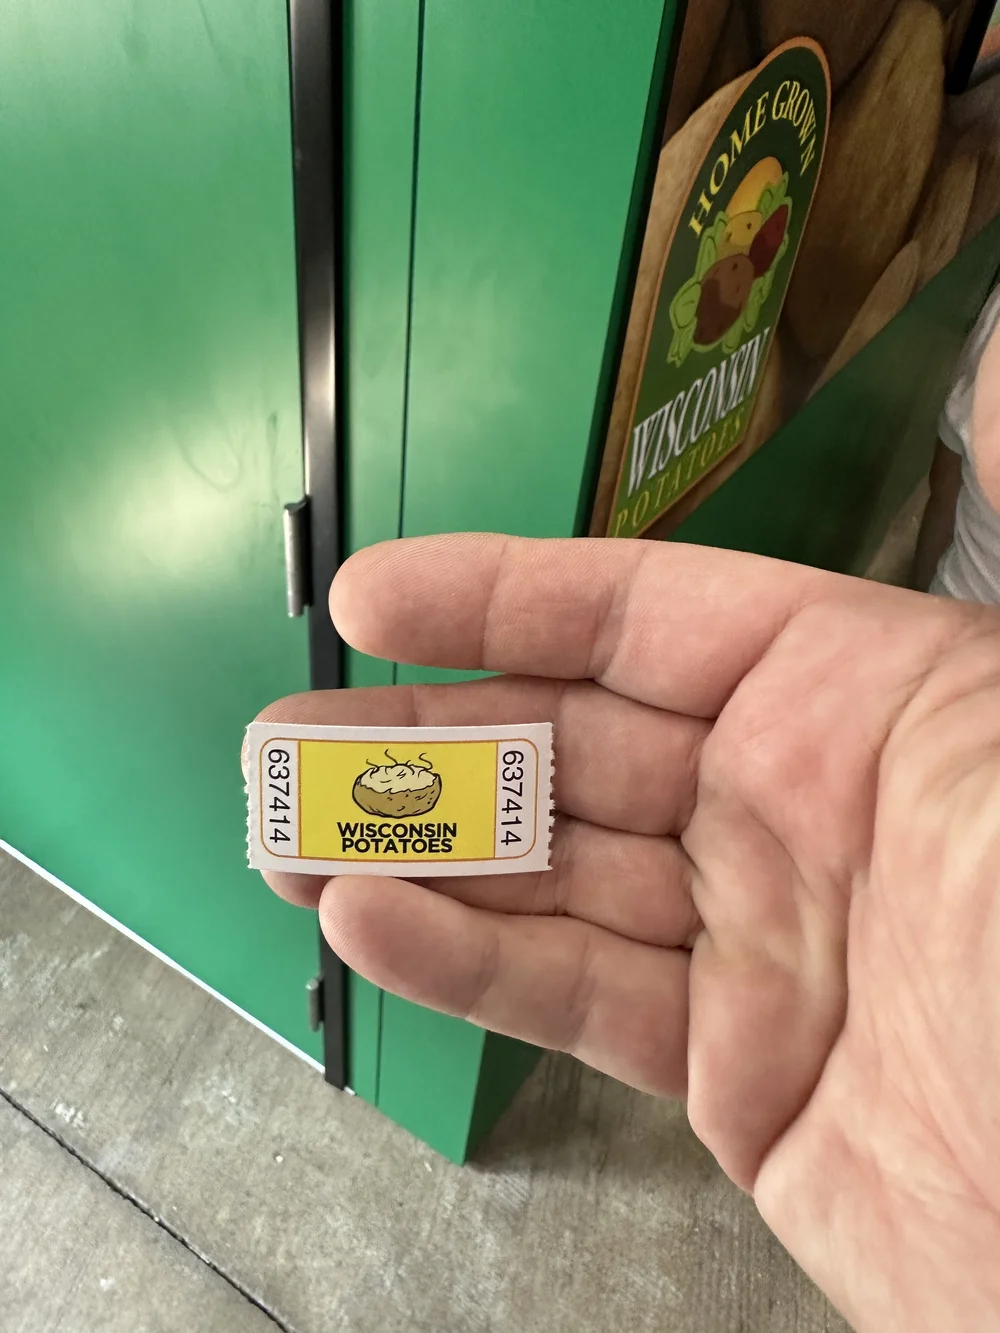 HOME GROWN
WISCONSIN
POTATOES
637414
WISCONSIN
POTATOES
637414